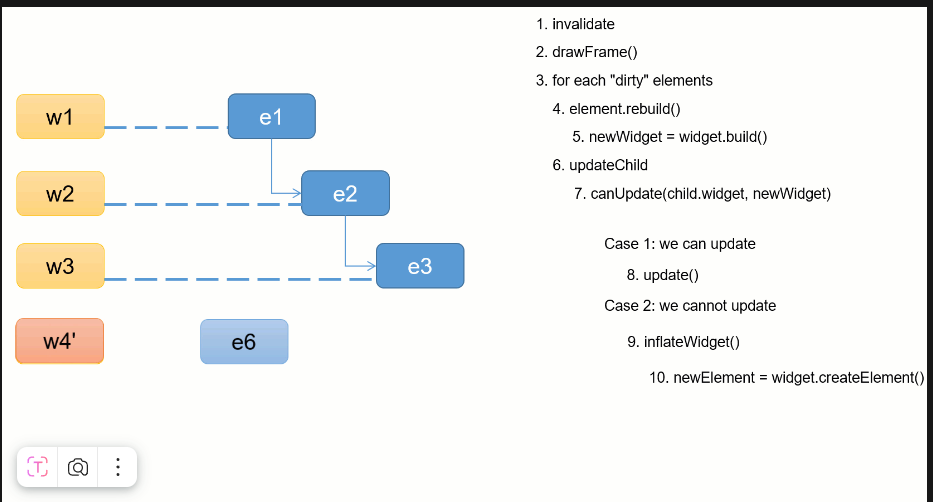 w1
e1
w2
e2
w3
e3
w4'
e6
1. invalidate
2. drawFrame()
3. for each "dirty" elements
4. element.rebuild()
5. newWidget = widget.build()
6. updateChild
7. canUpdate(child.widget, newWidget)
Case 1: we can update
8. update()
Case 2: we cannot update
9. inflateWidget()
10. newElement = widget.createElement()
T